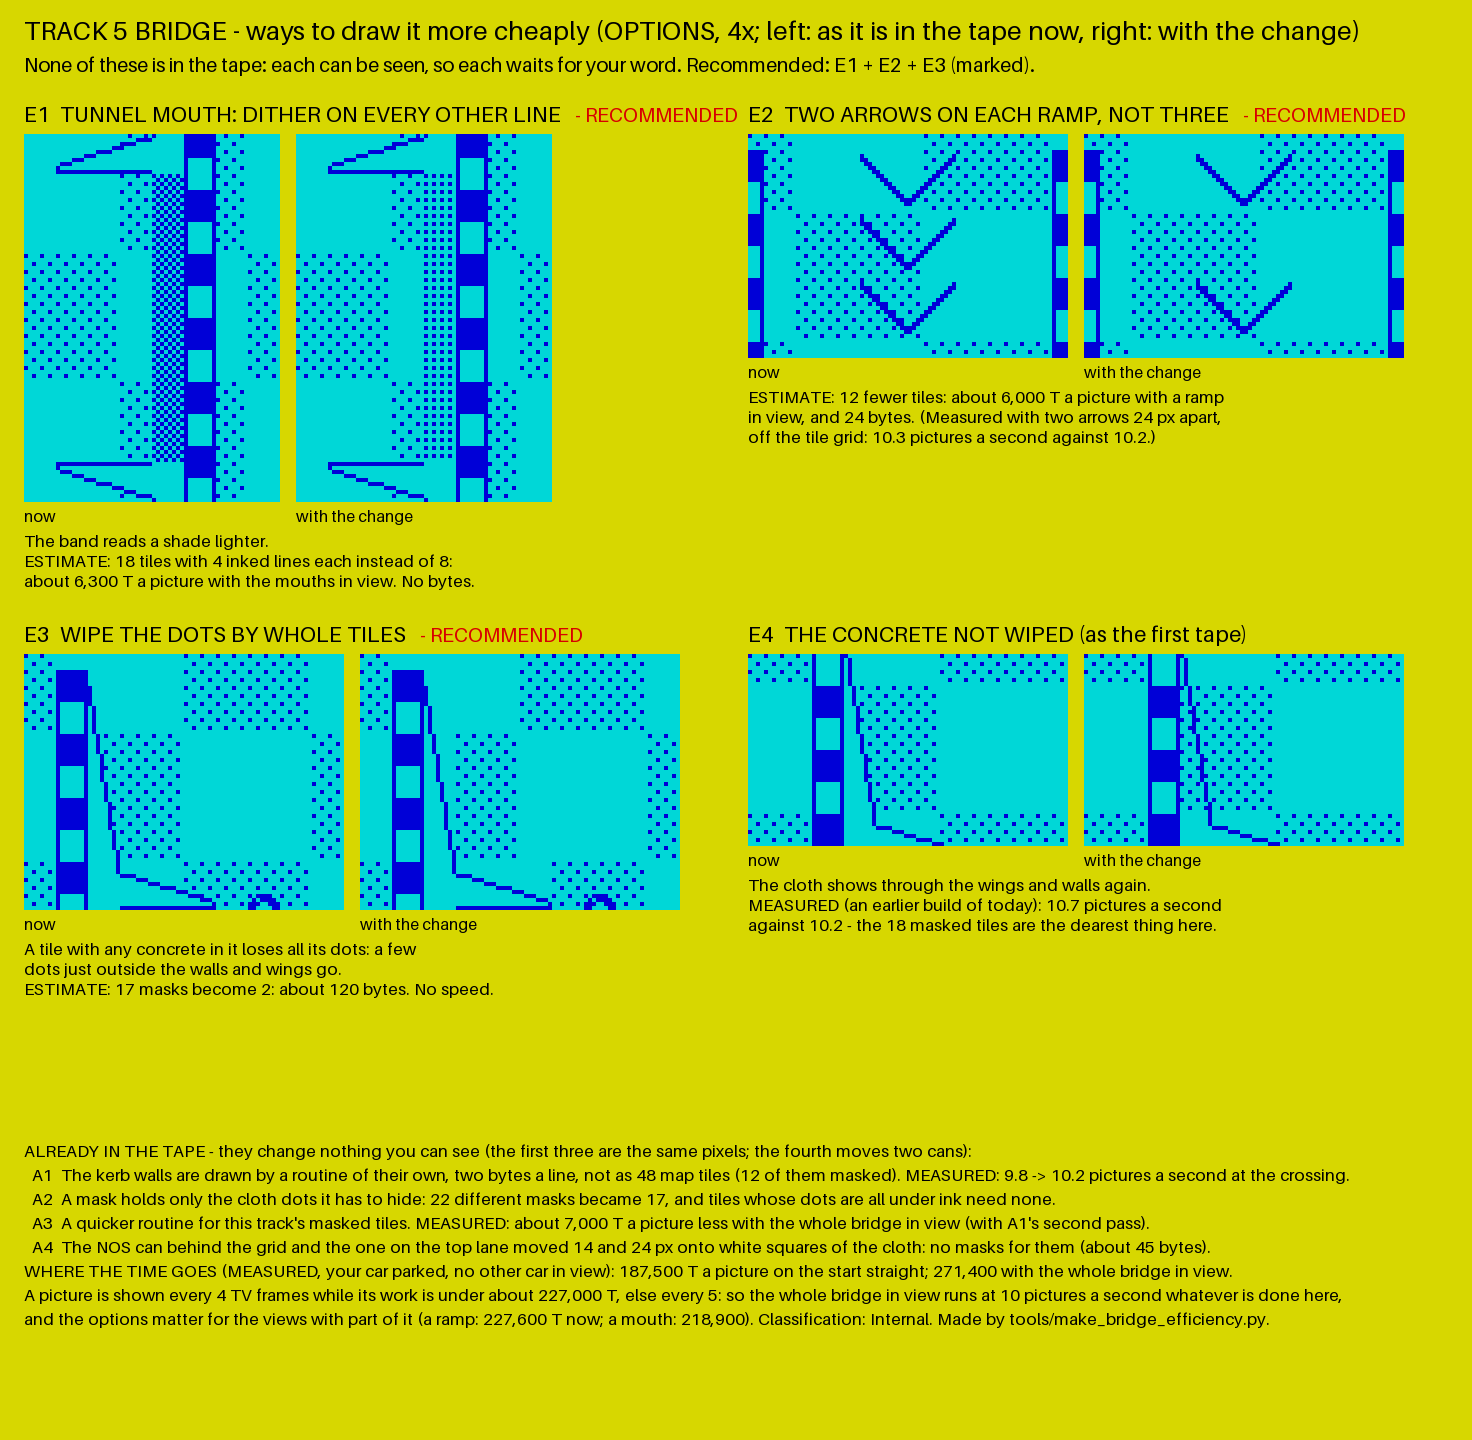 TRACK 5 BRIDGE - ways to draw it more cheaply (OPTIONS, 4x; left: as it is in the tape now, right: with the change)
None of these is in the tape: each can be seen, so each waits for your word. Recommended: E1 + E2 + E3 (marked).
E1 TUNNEL MOUTH: DITHER ON EVERY OTHER LINE - RECOMMENDED
now
with the change
The band reads a shade lighter.
ESTIMATE: 18 tiles with 4 inked lines each instead of 8:
about 6,300 T a picture with the mouths in view. No bytes.
E2 TWO ARROWS ON EACH RAMP, NOT THREE - RECOMMENDED
now
with the change
ESTIMATE: 12 fewer tiles: about 6,000 T a picture with a ramp
in view, and 24 bytes. (Measured with two arrows 24 px apart,
off the tile grid: 10.3 pictures a second against 10.2.)
E3 WIPE THE DOTS BY WHOLE TILES - RECOMMENDED
now
with the change
A tile with any concrete in it loses all its dots: a few
dots just outside the walls and wings go.
ESTIMATE: 17 masks become 2: about 120 bytes. No speed.
E4 THE CONCRETE NOT WIPED (as the first tape)
now
with the change
The cloth shows through the wings and walls again.
MEASURED (an earlier build of today): 10.7 pictures a second
against 10.2 - the 18 masked tiles are the dearest thing here.
ALREADY IN THE TAPE - they change nothing you can see (the first three are the same pixels; the fourth moves two cans):
A1 The kerb walls are drawn by a routine of their own, two bytes a line, not as 48 map tiles (12 of them masked). MEASURED: 9.8 -> 10.2 pictures a second at the crossing.
A2 A mask holds only the cloth dots it has to hide: 22 different masks became 17, and tiles whose dots are all under ink need none.
A3 A quicker routine for this track's masked tiles. MEASURED: about 7,000 T a picture less with the whole bridge in view (with A1's second pass).
A4 The NOS can behind the grid and the one on the top lane moved 14 and 24 px onto white squares of the cloth: no masks for them (about 45 bytes).
WHERE THE TIME GOES (MEASURED, your car parked, no other car in view): 187,500 T a picture on the start straight; 271,400 with the whole bridge in view.
A picture is shown every 4 TV frames while its work is under about 227,000 T, else every 5: so the whole bridge in view runs at 10 pictures a second whatever is done here,
and the options matter for the views with part of it (a ramp: 227,600 T now; a mouth: 218,900). Classification: Internal. Made by tools/make_bridge_efficiency.py.